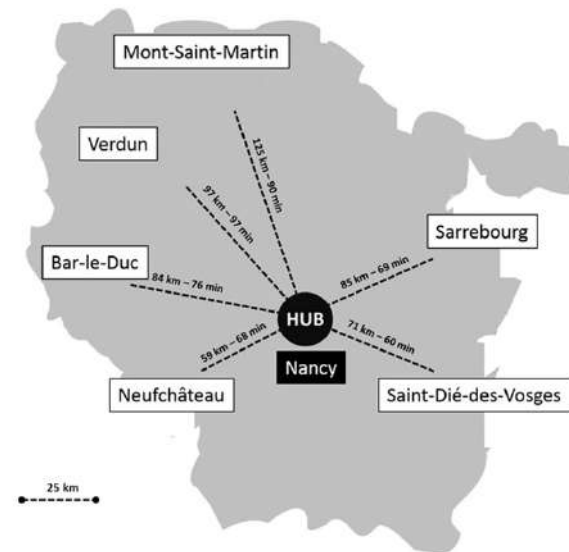 Mont-Saint-Martin
Verdun
125 km – 90 min
97 km – 97 min
Sarrebourg
Bar-le-Duc
84 km – 76 min
85 km – 69 min
HUB
59 km – 68 min
71 km – 60 min
Nancy
Neufchâteau
Saint-Dié-des-Vosges
25 km